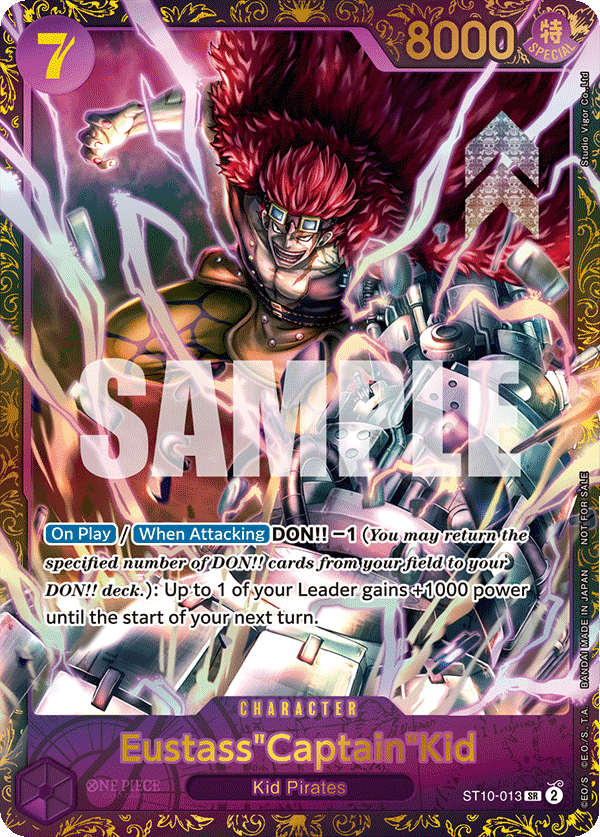 7
8000
特
SPECIAL
Studio Vigor Co.,Ltd
SAMPLE
On Play / When Attacking DON!! −1 (You may return the
specified number of DON!! cards from your field to your
DON!! deck.): Up to 1 of your Leader gains +1000 power
until the start of your next turn.
©E.O/S ©E.O./S., T.A. BANDAI MADE IN JAPAN NOT FOR SALE
CHARACTER
Eustass"Captain"Kid
Kid Pirates
ONE PIECE
ST10-013 SR 2